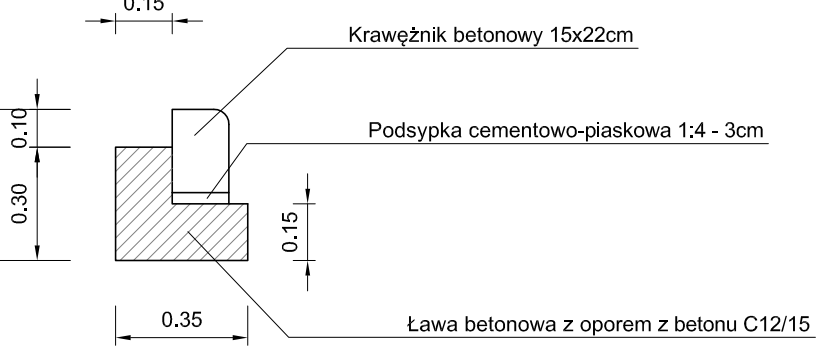 0.15
Krawężnik betonowy 15x22cm
0.10
Podsypka cementowo-piaskowa 1:4 - 3cm
0.30
0.15
0.35
Ława betonowa z oporem z betonu C12/15